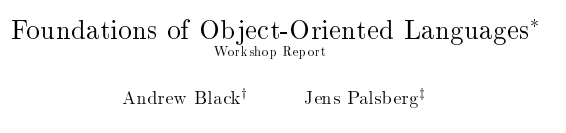 Foundations of Object-Oriented Languages*
Workshop Report
Andrew Black† Jens Palsberg‡